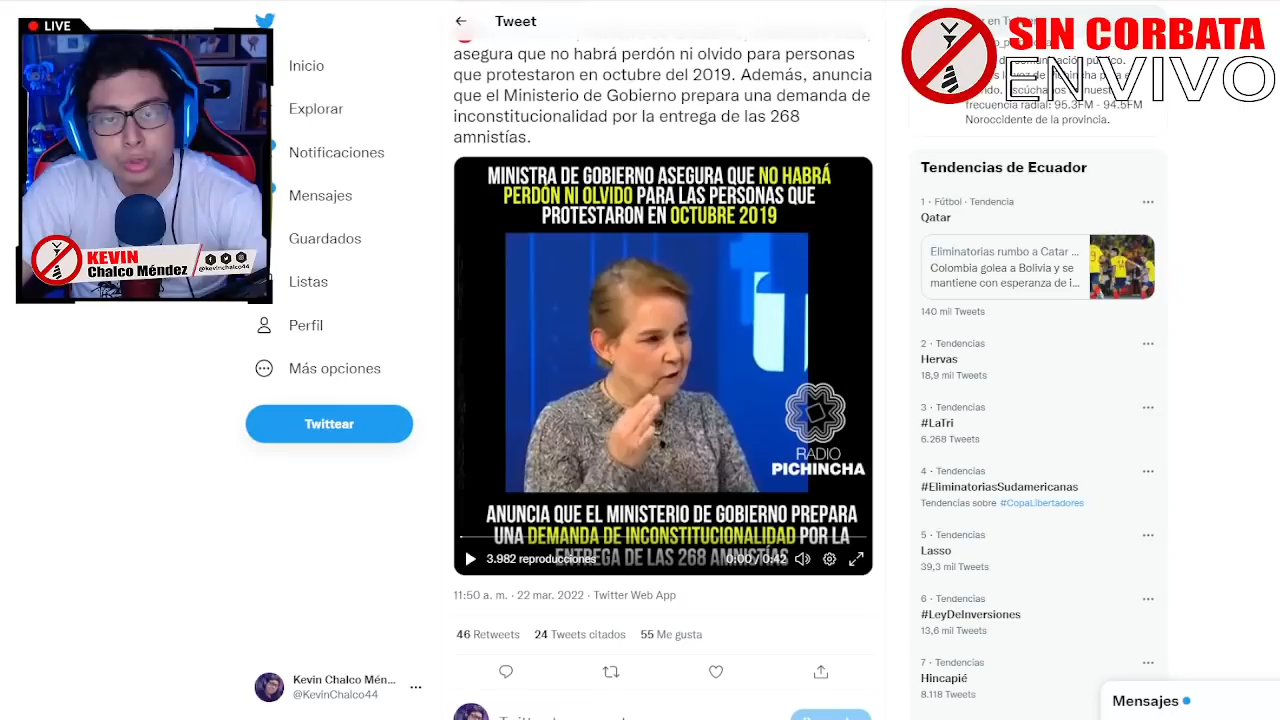 LIVE
KEVIN
Chalco Méndez
@kevinchalco44
Inicio
Explorar
Notificaciones
Mensajes
Guardados
Listas
Perfil
Más opciones
Twittear
Kevin Chalco Mén...
@KevinChalco44
Tweet
asegura que no habrá perdón ni olvido para personas
que protestaron en octubre del 2019. Además, anuncia
que el Ministerio de Gobierno prepara una demanda de
inconstitucionalidad por la entrega de las 268
amnistías.
MINISTRA DE GOBIERNO ASEGURA QUE NO HABRÁ
PERDÓN NI OLVIDO PARA LAS PERSONAS QUE
PROTESTARON EN OCTUBRE 2019
RADIO
PICHINCHA
ANUNCIA QUE EL MINISTERIO DE GOBIERNO PREPARA
UNA DEMANDA DE INCONSTITUCIONALIDAD POR LA
ENTREGA DE LAS 268 AMNISTÍAS
3.982 reproducciones
0:00 / 0:42
11:50 a. m. · 22 mar. 2022 · Twitter Web App
46 Retweets 24 Tweets citados 55 Me gusta
SIN CORBATA
EN VIVO
frecuencia radial: 95.3FM - 94.5FM
Noroccidente de la provincia.
Tendencias de Ecuador
1 · Fútbol · Tendencia
Qatar
Eliminatorias rumbo a Catar ...
Colombia golea a Bolivia y se
mantiene con esperanza de i...
140 mil Tweets
2 · Tendencias
Hervas
18,9 mil Tweets
3 · Tendencias
#LaTri
6.268 Tweets
4 · Tendencias
#EliminatoriasSudamericanas
Tendencias sobre #CopaLibertadores
5 · Tendencias
Lasso
39,3 mil Tweets
6 · Tendencias
#LeyDeInversiones
13,6 mil Tweets
7 · Tendencias
Hincapié
8.118 Tweets
Mensajes